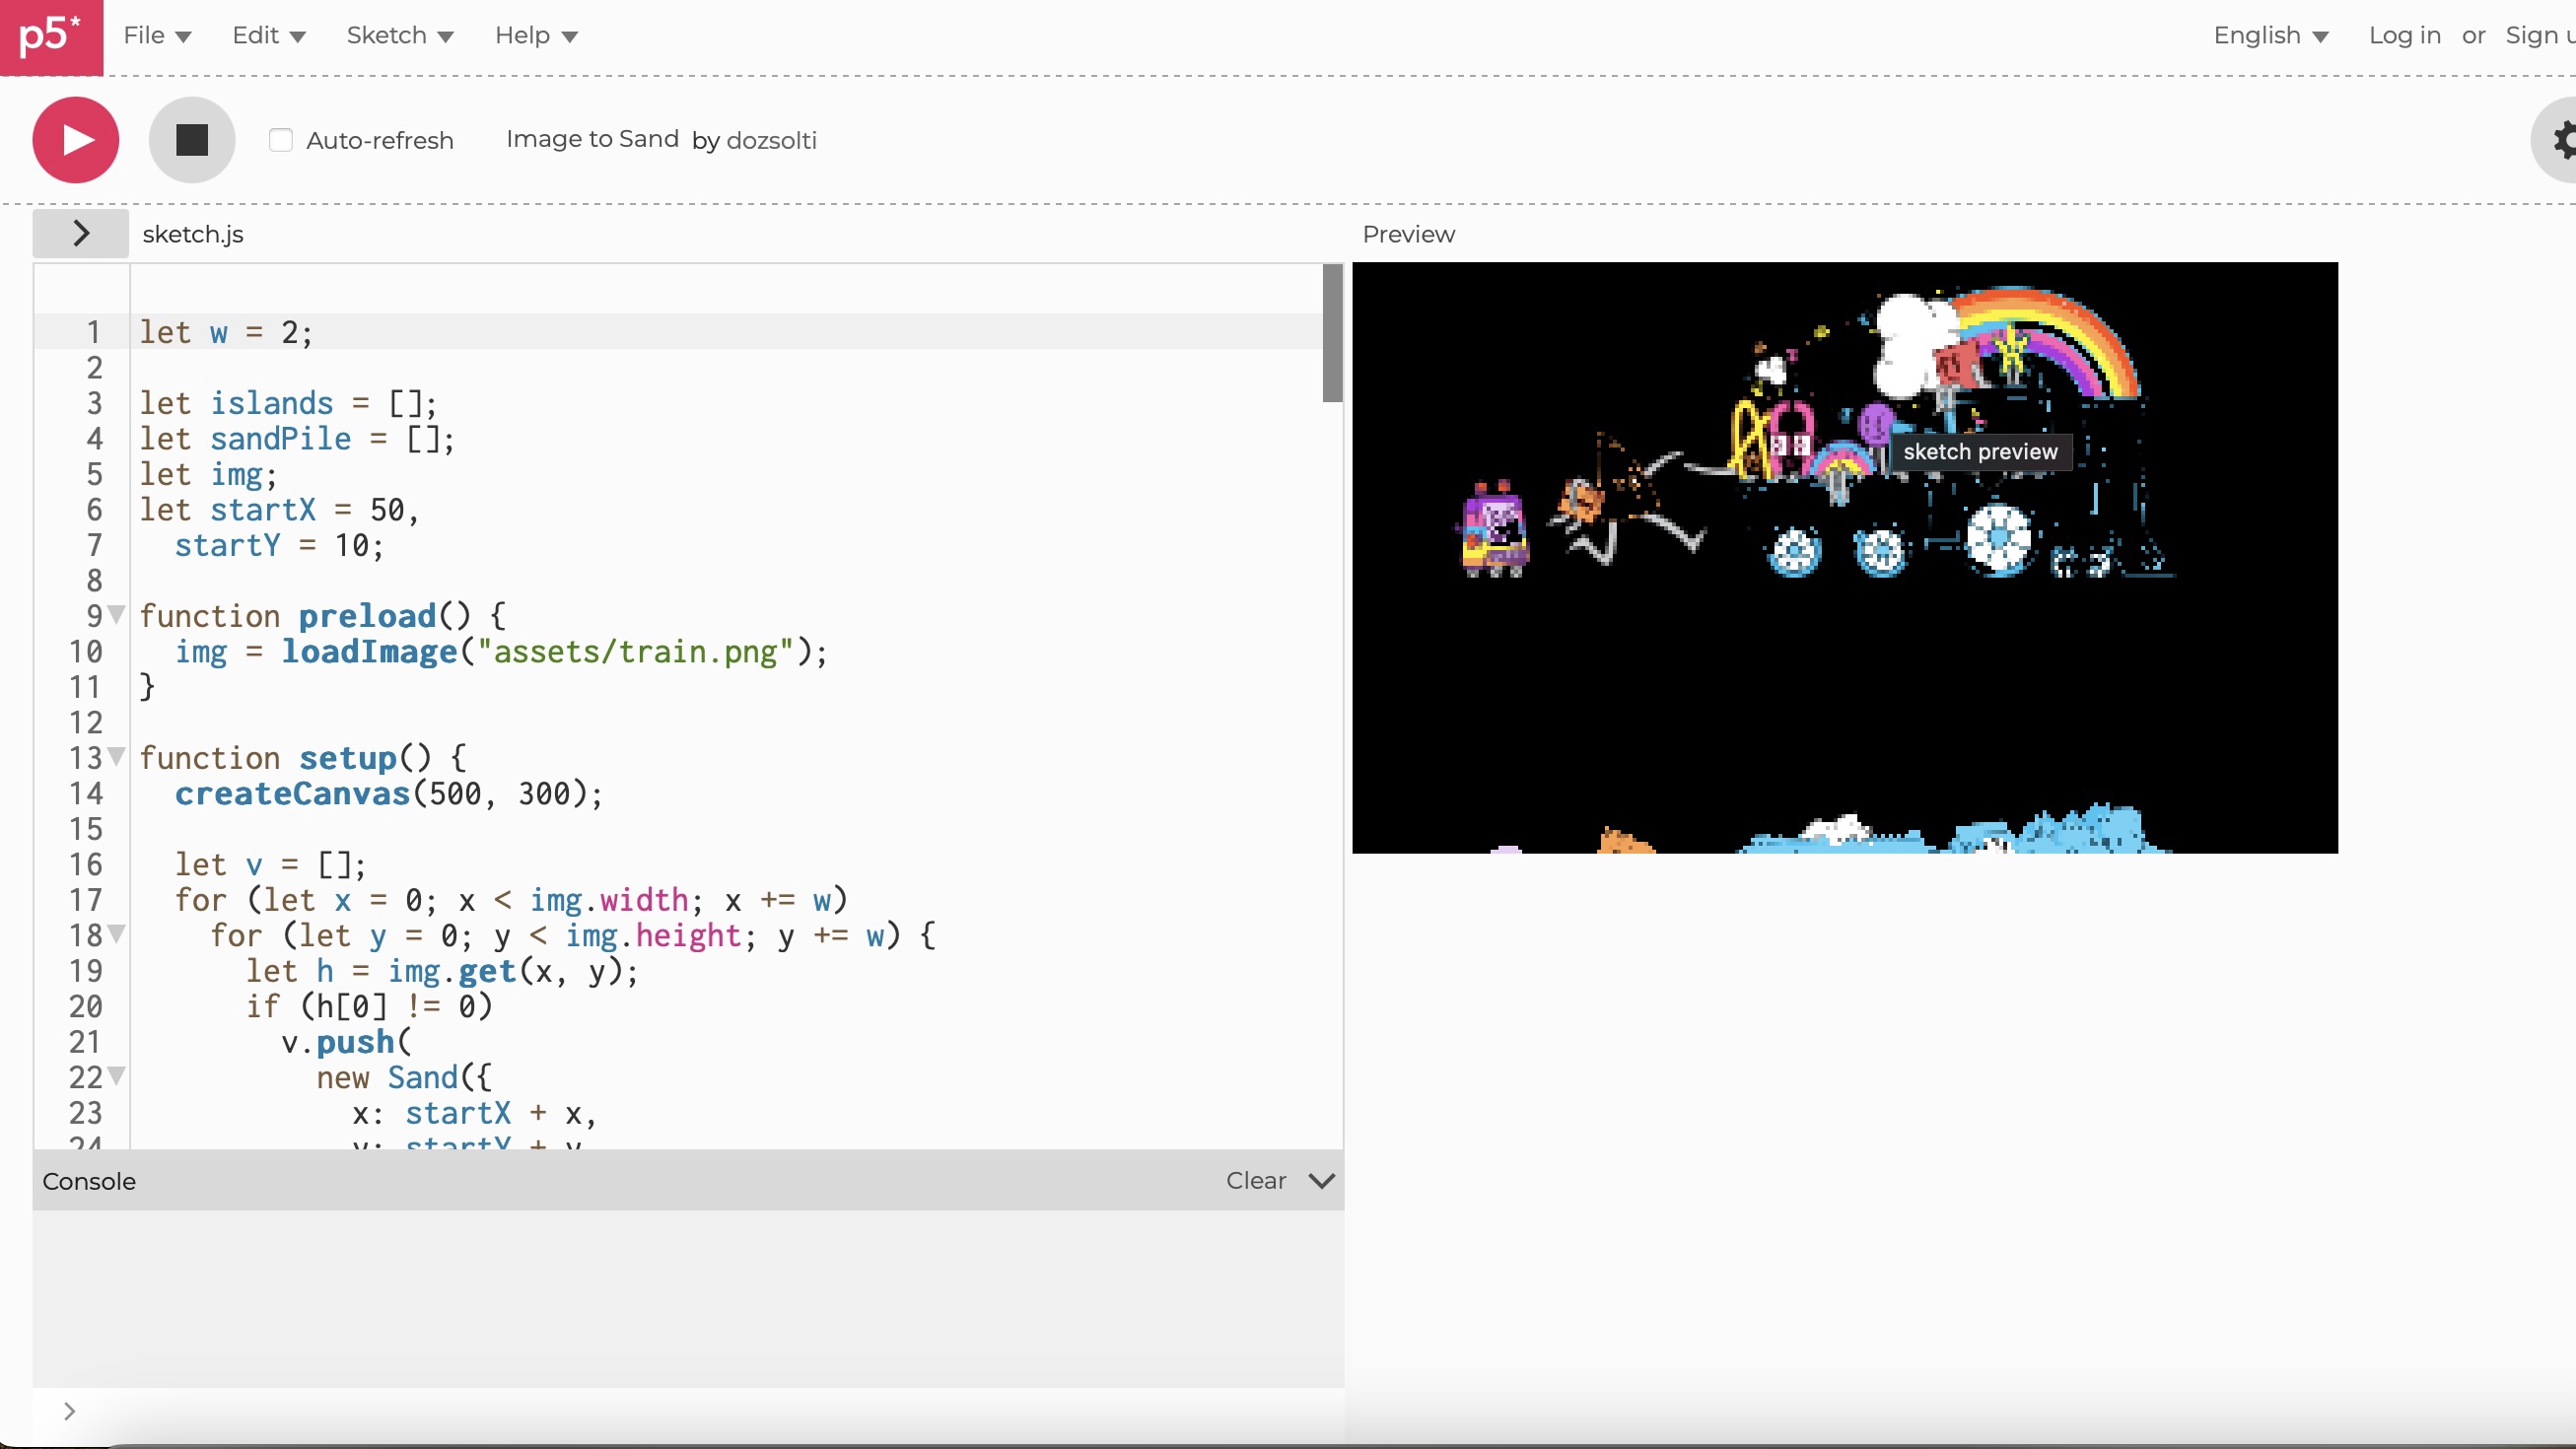 p5*
File Edit Sketch Help English Log in or Sign
Auto-refresh Image to Sand by dozsolti
sketch.js
Preview
1 let w = 2;
2
3 let islands = [];
4 let sandPile = [];
5 let img;
6 let startX = 50,
7 startY = 10;
8
9 function preload() {
10 img = loadImage("assets/train.png");
11 }
12
13 function setup() {
14 createCanvas(500, 300);
15
16 let v = [];
17 for (let x = 0; x < img.width; x += w)
18 for (let y = 0; y < img.height; y += w) {
19 let h = img.get(x, y);
20 if (h[0] != 0)
21 v.push(
22 new Sand({
23 x: startX + x,
24 y: startY + y
sketch preview
Console
Clear
>